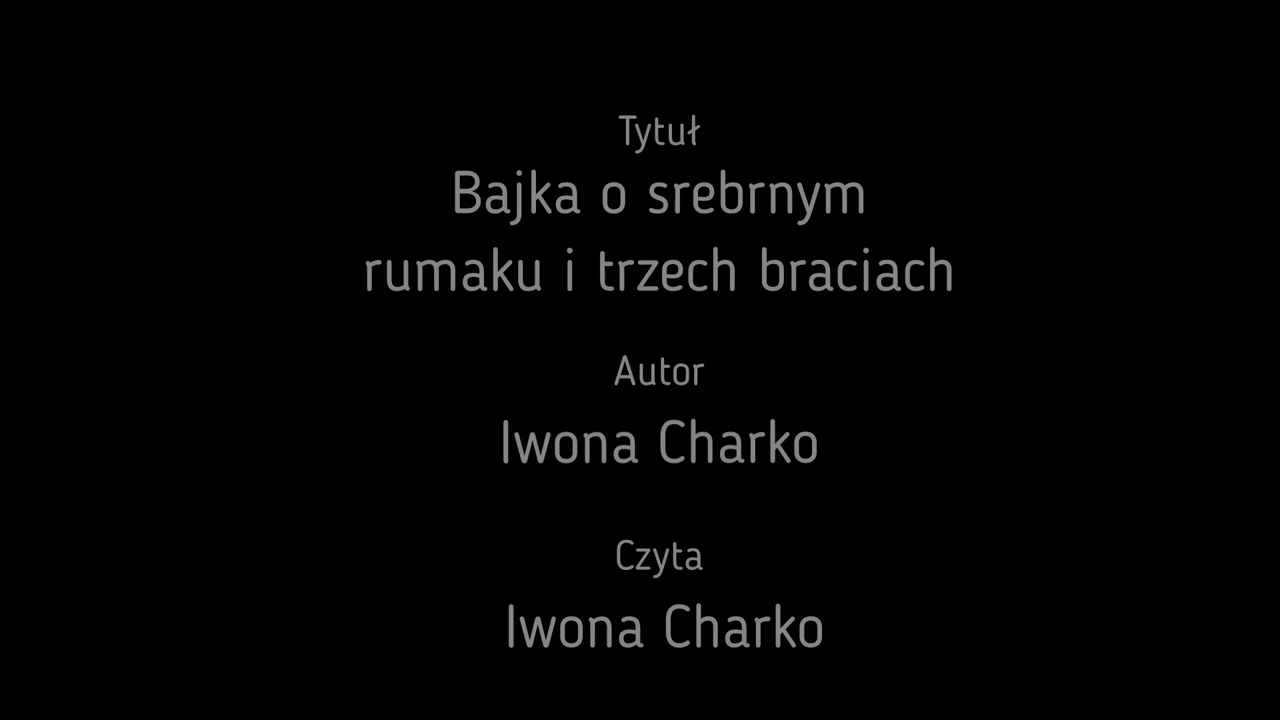 Tytuł
Bajka o srebrnym
rumaku i trzech braciach
Autor
Iwona Charko
Czyta
Iwona Charko